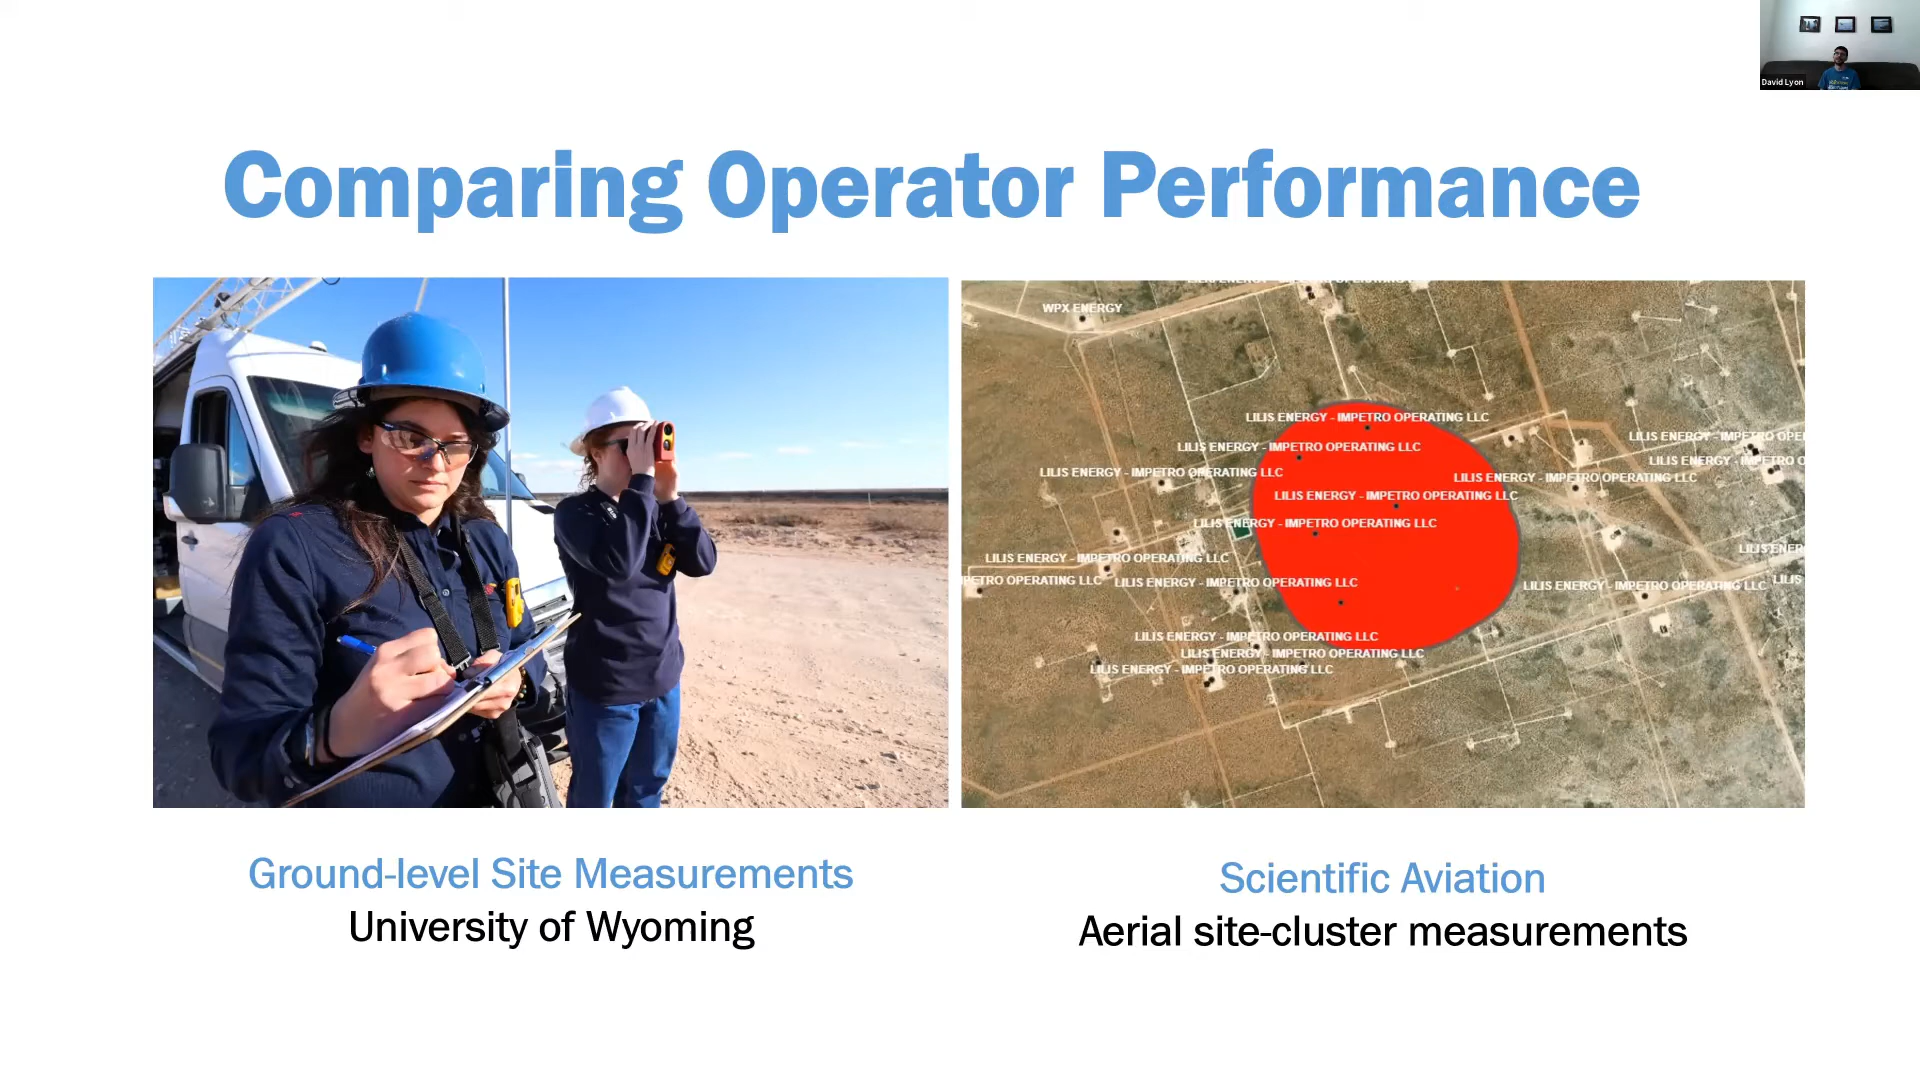 David Lyon
Comparing Operator Performance
WPX ENERGY
LILIS ENERGY - IMPETRO OPERATING LLC
LILIS ENERGY - IMPETRO OPERATING LLC
LILIS ENERGY - IMPETRO OPERATING LLC
LILIS ENERGY - IMPETRO OPERATING LLC
LILIS ENERGY - IMPETRO OPERATING LLC
LILIS ENERGY - IMPETRO OPERATING LLC
LILIS ENERGY - IMPETRO OPE
LILIS ENERGY - IMPETRO O
LILIS ENERGY - IMPETRO OPERATING LLC
LILIS ENER
PETRO OPERATING LLC
LILIS ENERGY - IMPETRO OPERATING LLC
LILIS ENERGY - IMPETRO OPERATING LLC
LILIS
LILIS ENERGY - IMPETRO OPERATING LLC
LILIS ENERGY - IMPETRO OPERATING LLC
LILIS ENERGY - IMPETRO OPERATING LLC
Ground-level Site Measurements
University of Wyoming
Scientific Aviation
Aerial site-cluster measurements